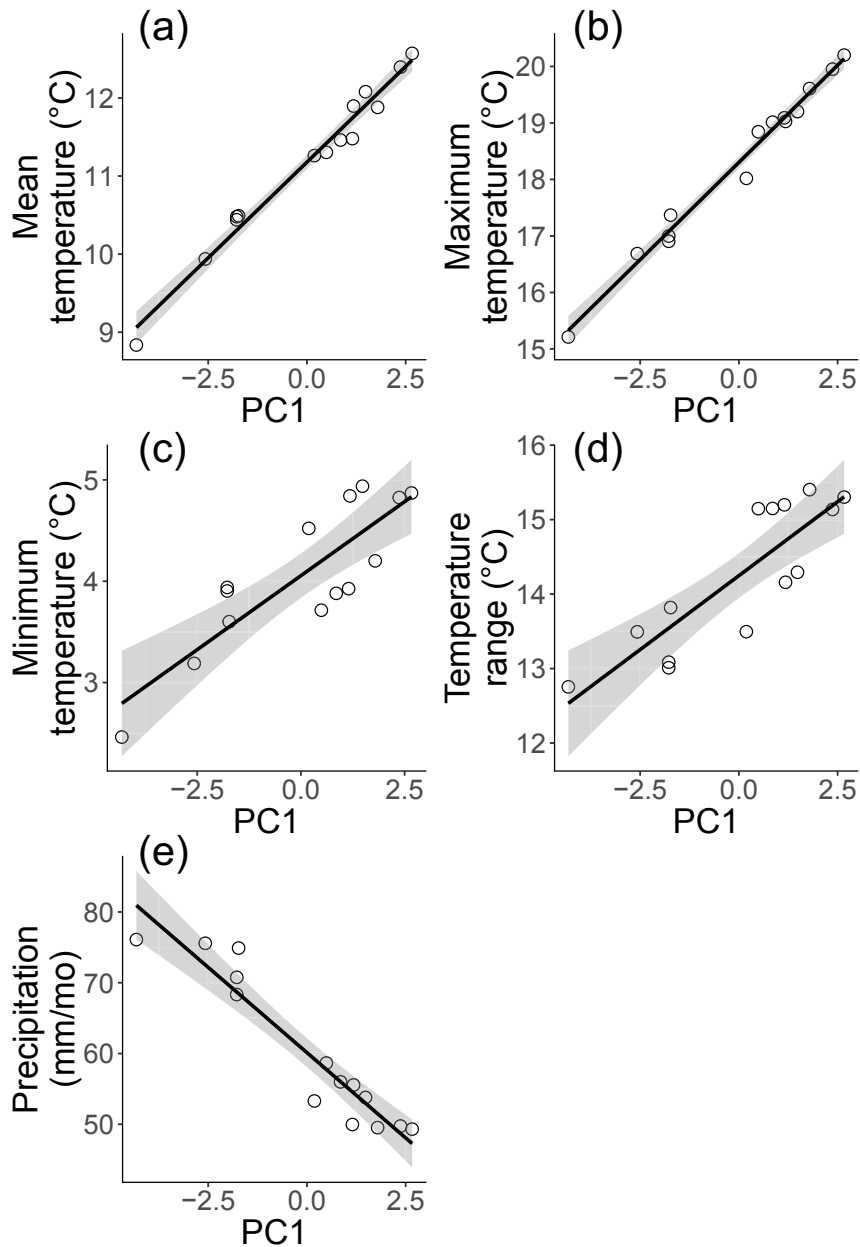 (a)
Mean
temperature (°C)
12
11
10
9
−2.5 0.0 2.5
PC1
(b)
Maximum
temperature (°C)
20
19
18
17
16
15
−2.5 0.0 2.5
PC1
(c)
Minimum
temperature (°C)
5
4
3
−2.5 0.0 2.5
PC1
(d)
Temperature
range (°C)
16
15
14
13
12
−2.5 0.0 2.5
PC1
(e)
Precipitation
(mm/mo)
80
70
60
50
−2.5 0.0 2.5
PC1